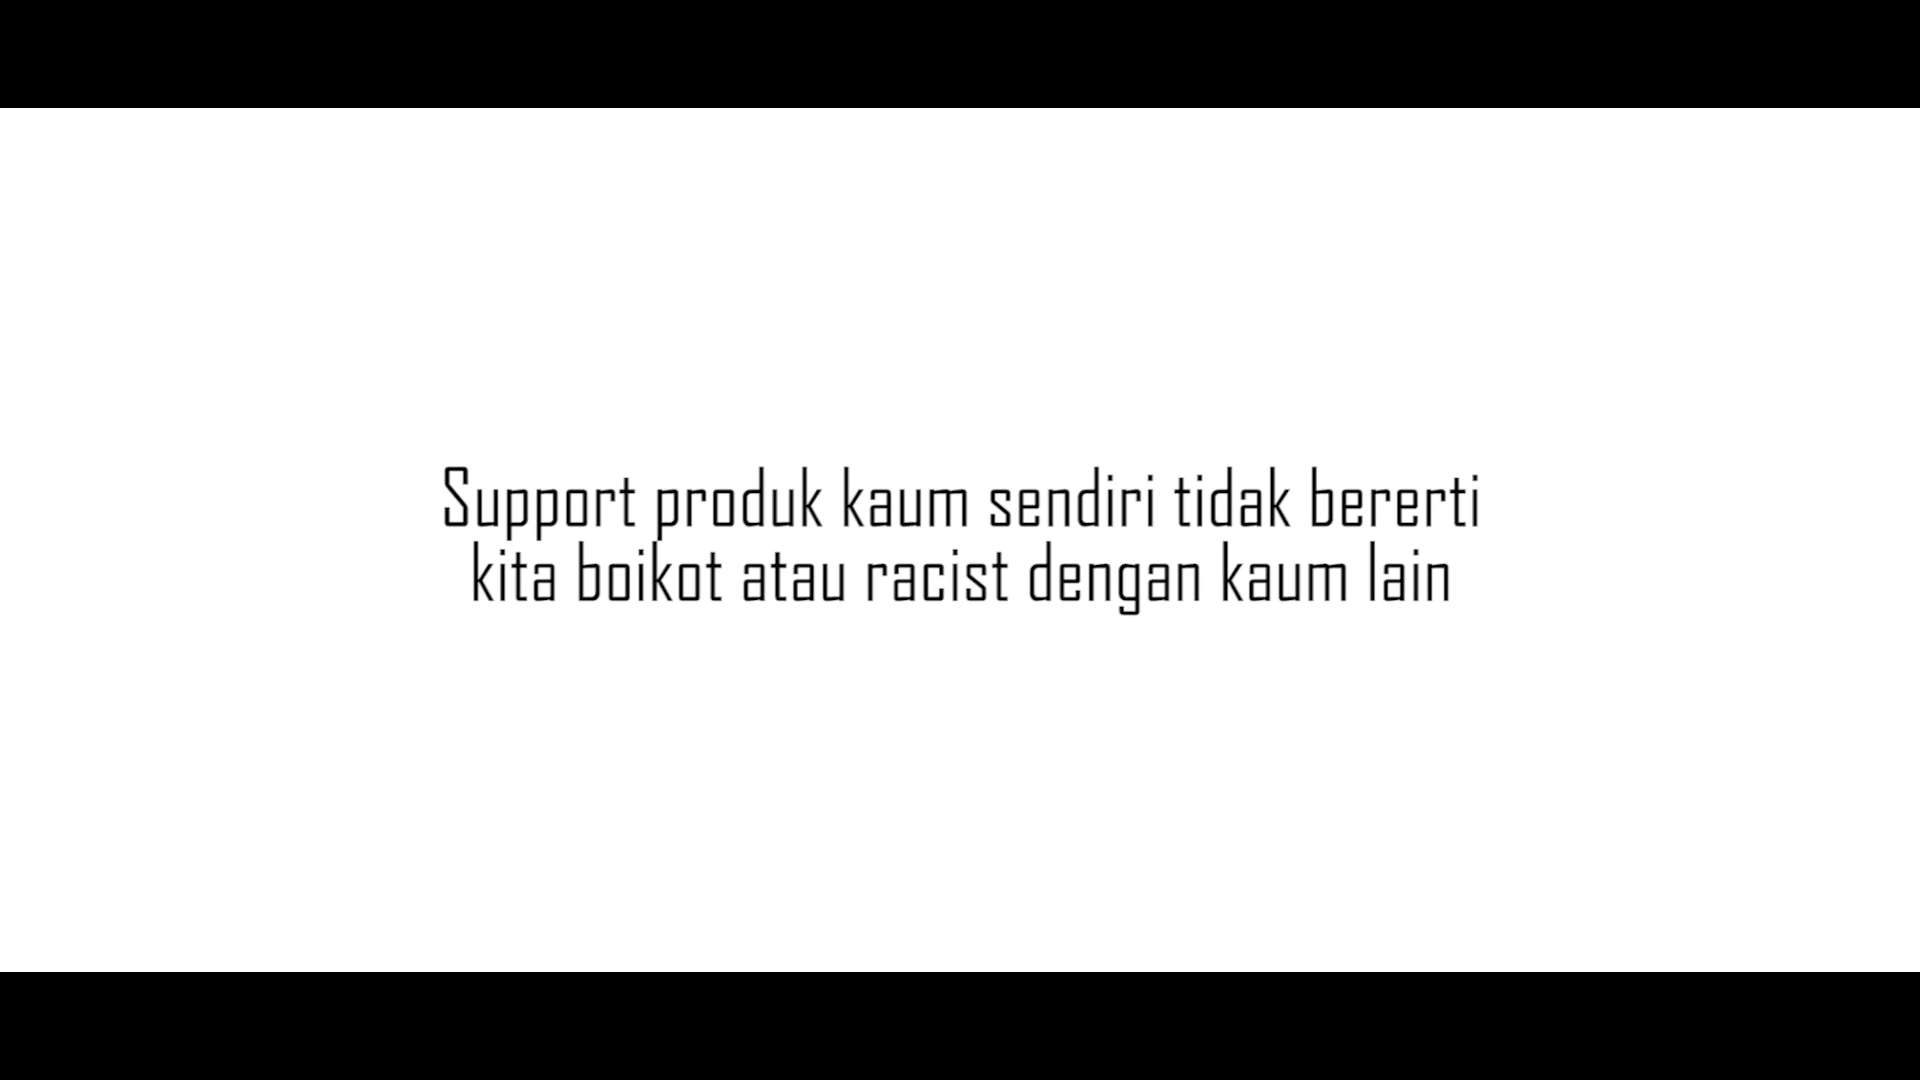 Support produk kaum sendiri tidak bererti
kita boikot atau racist dengan kaum lain